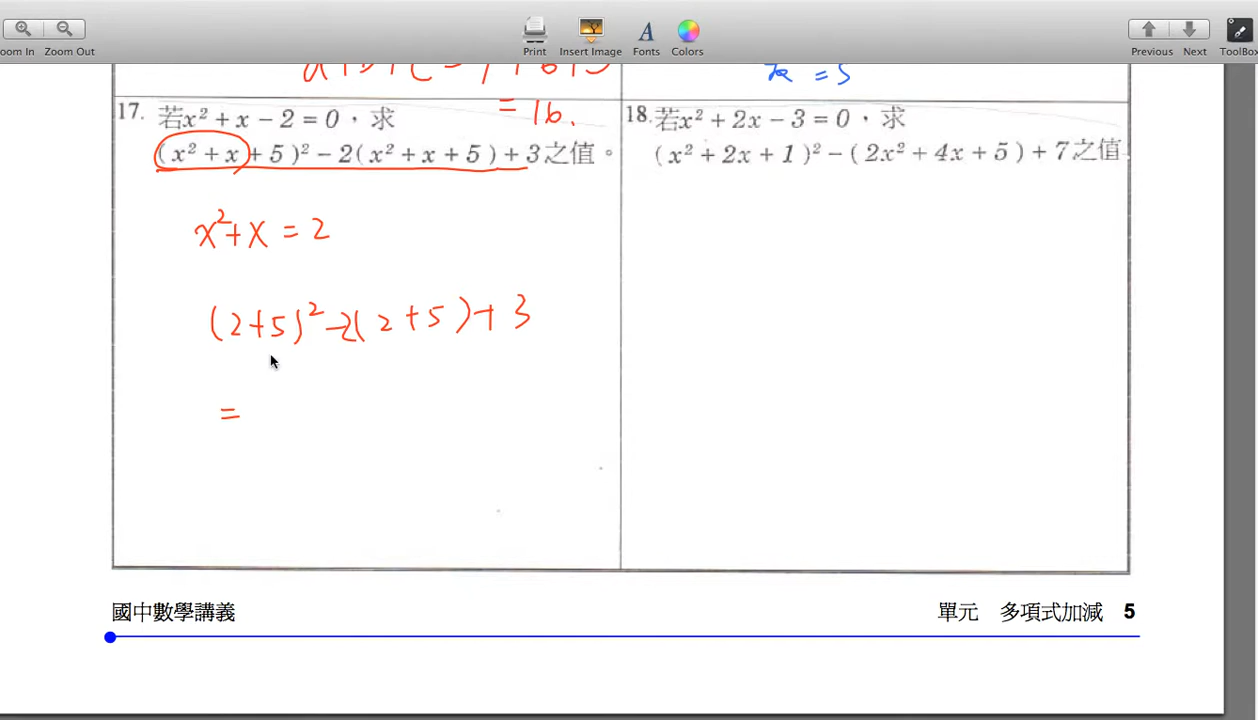 Zoom In Zoom Out Print Insert Image Fonts Colors Previous Next ToolBox
= 16.
17. 若x² + x − 2 = 0，求
( x² + x + 5 )² − 2( x² + x + 5 ) + 3之值。
x² + x = 2
(2+5)² − 2(2+5) + 3
=
k = 5
18. 若x² + 2x − 3 = 0，求
( x² + 2x + 1 )² − ( 2x² + 4x + 5 ) + 7之值
國中數學講義
單元 多項式加減 5